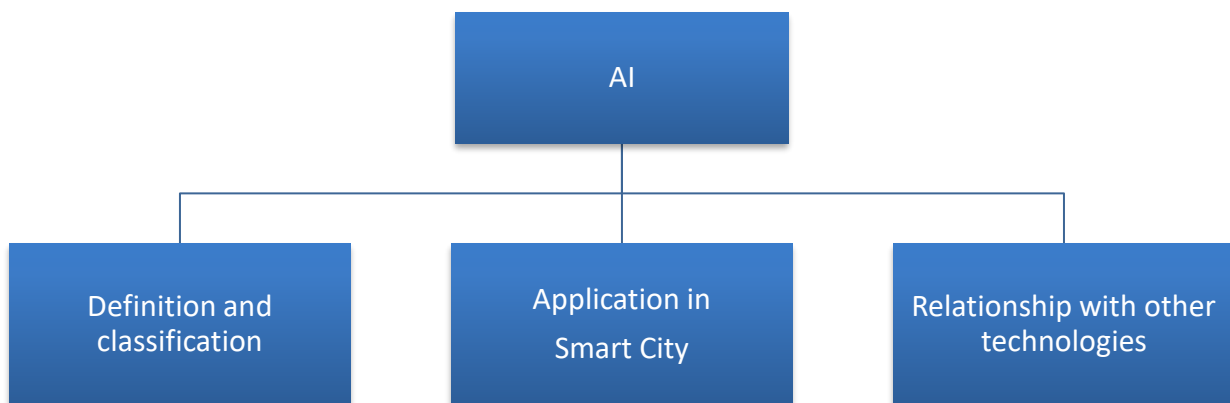 AI
Definition and
classification
Application in
Smart City
Relationship with other
technologies